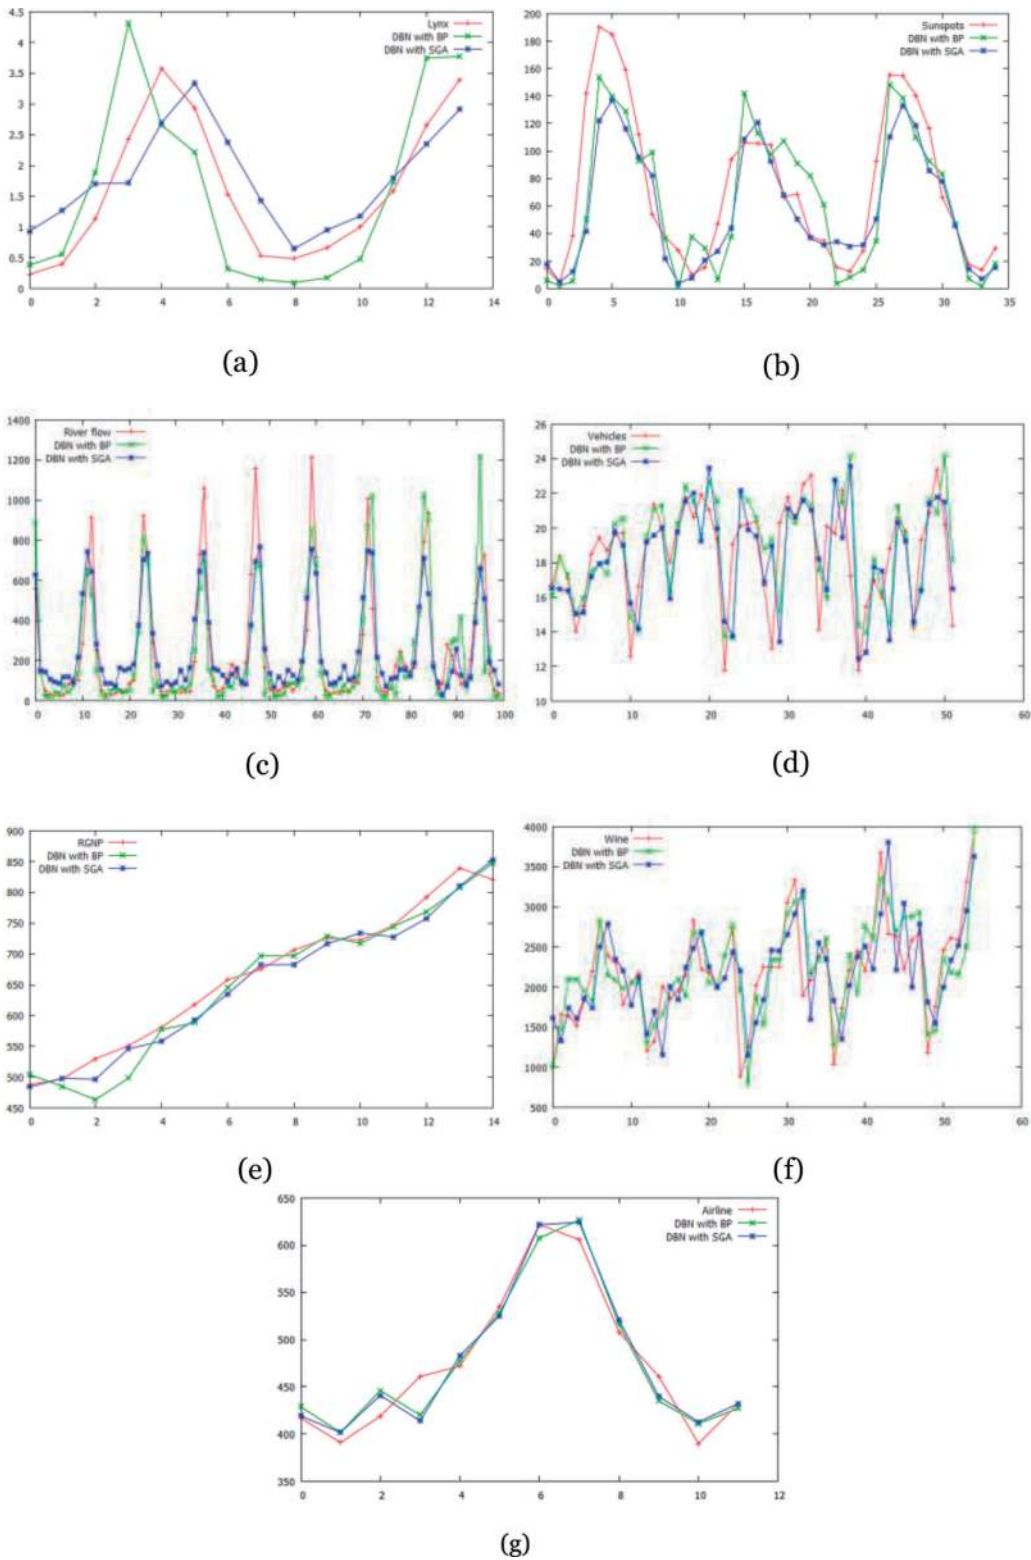 4.5
4
3.5
3
2.5
2
1.5
1
0.5
0
Lynx
DBN with BP
DBN with SGA
0 2 4 6 8 10 12 14
(a)
200
180
160
140
120
100
80
60
40
20
0
Sunspots
DBN with BP
DBN with SGA
0 5 10 15 20 25 30 35
(b)
1400
1200
1000
800
600
400
200
0
River flow
DBN with BP
DBN with SGA
0 10 20 30 40 50 60 70 80 90 100
(c)
26
24
22
20
18
16
14
12
10
Vehicles
DBN with BP
DBN with SGA
0 10 20 30 40 50 60
(d)
900
850
800
750
700
650
600
550
500
450
RGNP
DBN with BP
DBN with SGA
0 2 4 6 8 10 12 14
(e)
4000
3500
3000
2500
2000
1500
1000
500
Wine
DBN with BP
DBN with SGA
0 10 20 30 40 50 60
(f)
650
600
550
500
450
400
350
Airline
DBN with BP
DBN with SGA
0 2 4 6 8 10 12
(g)